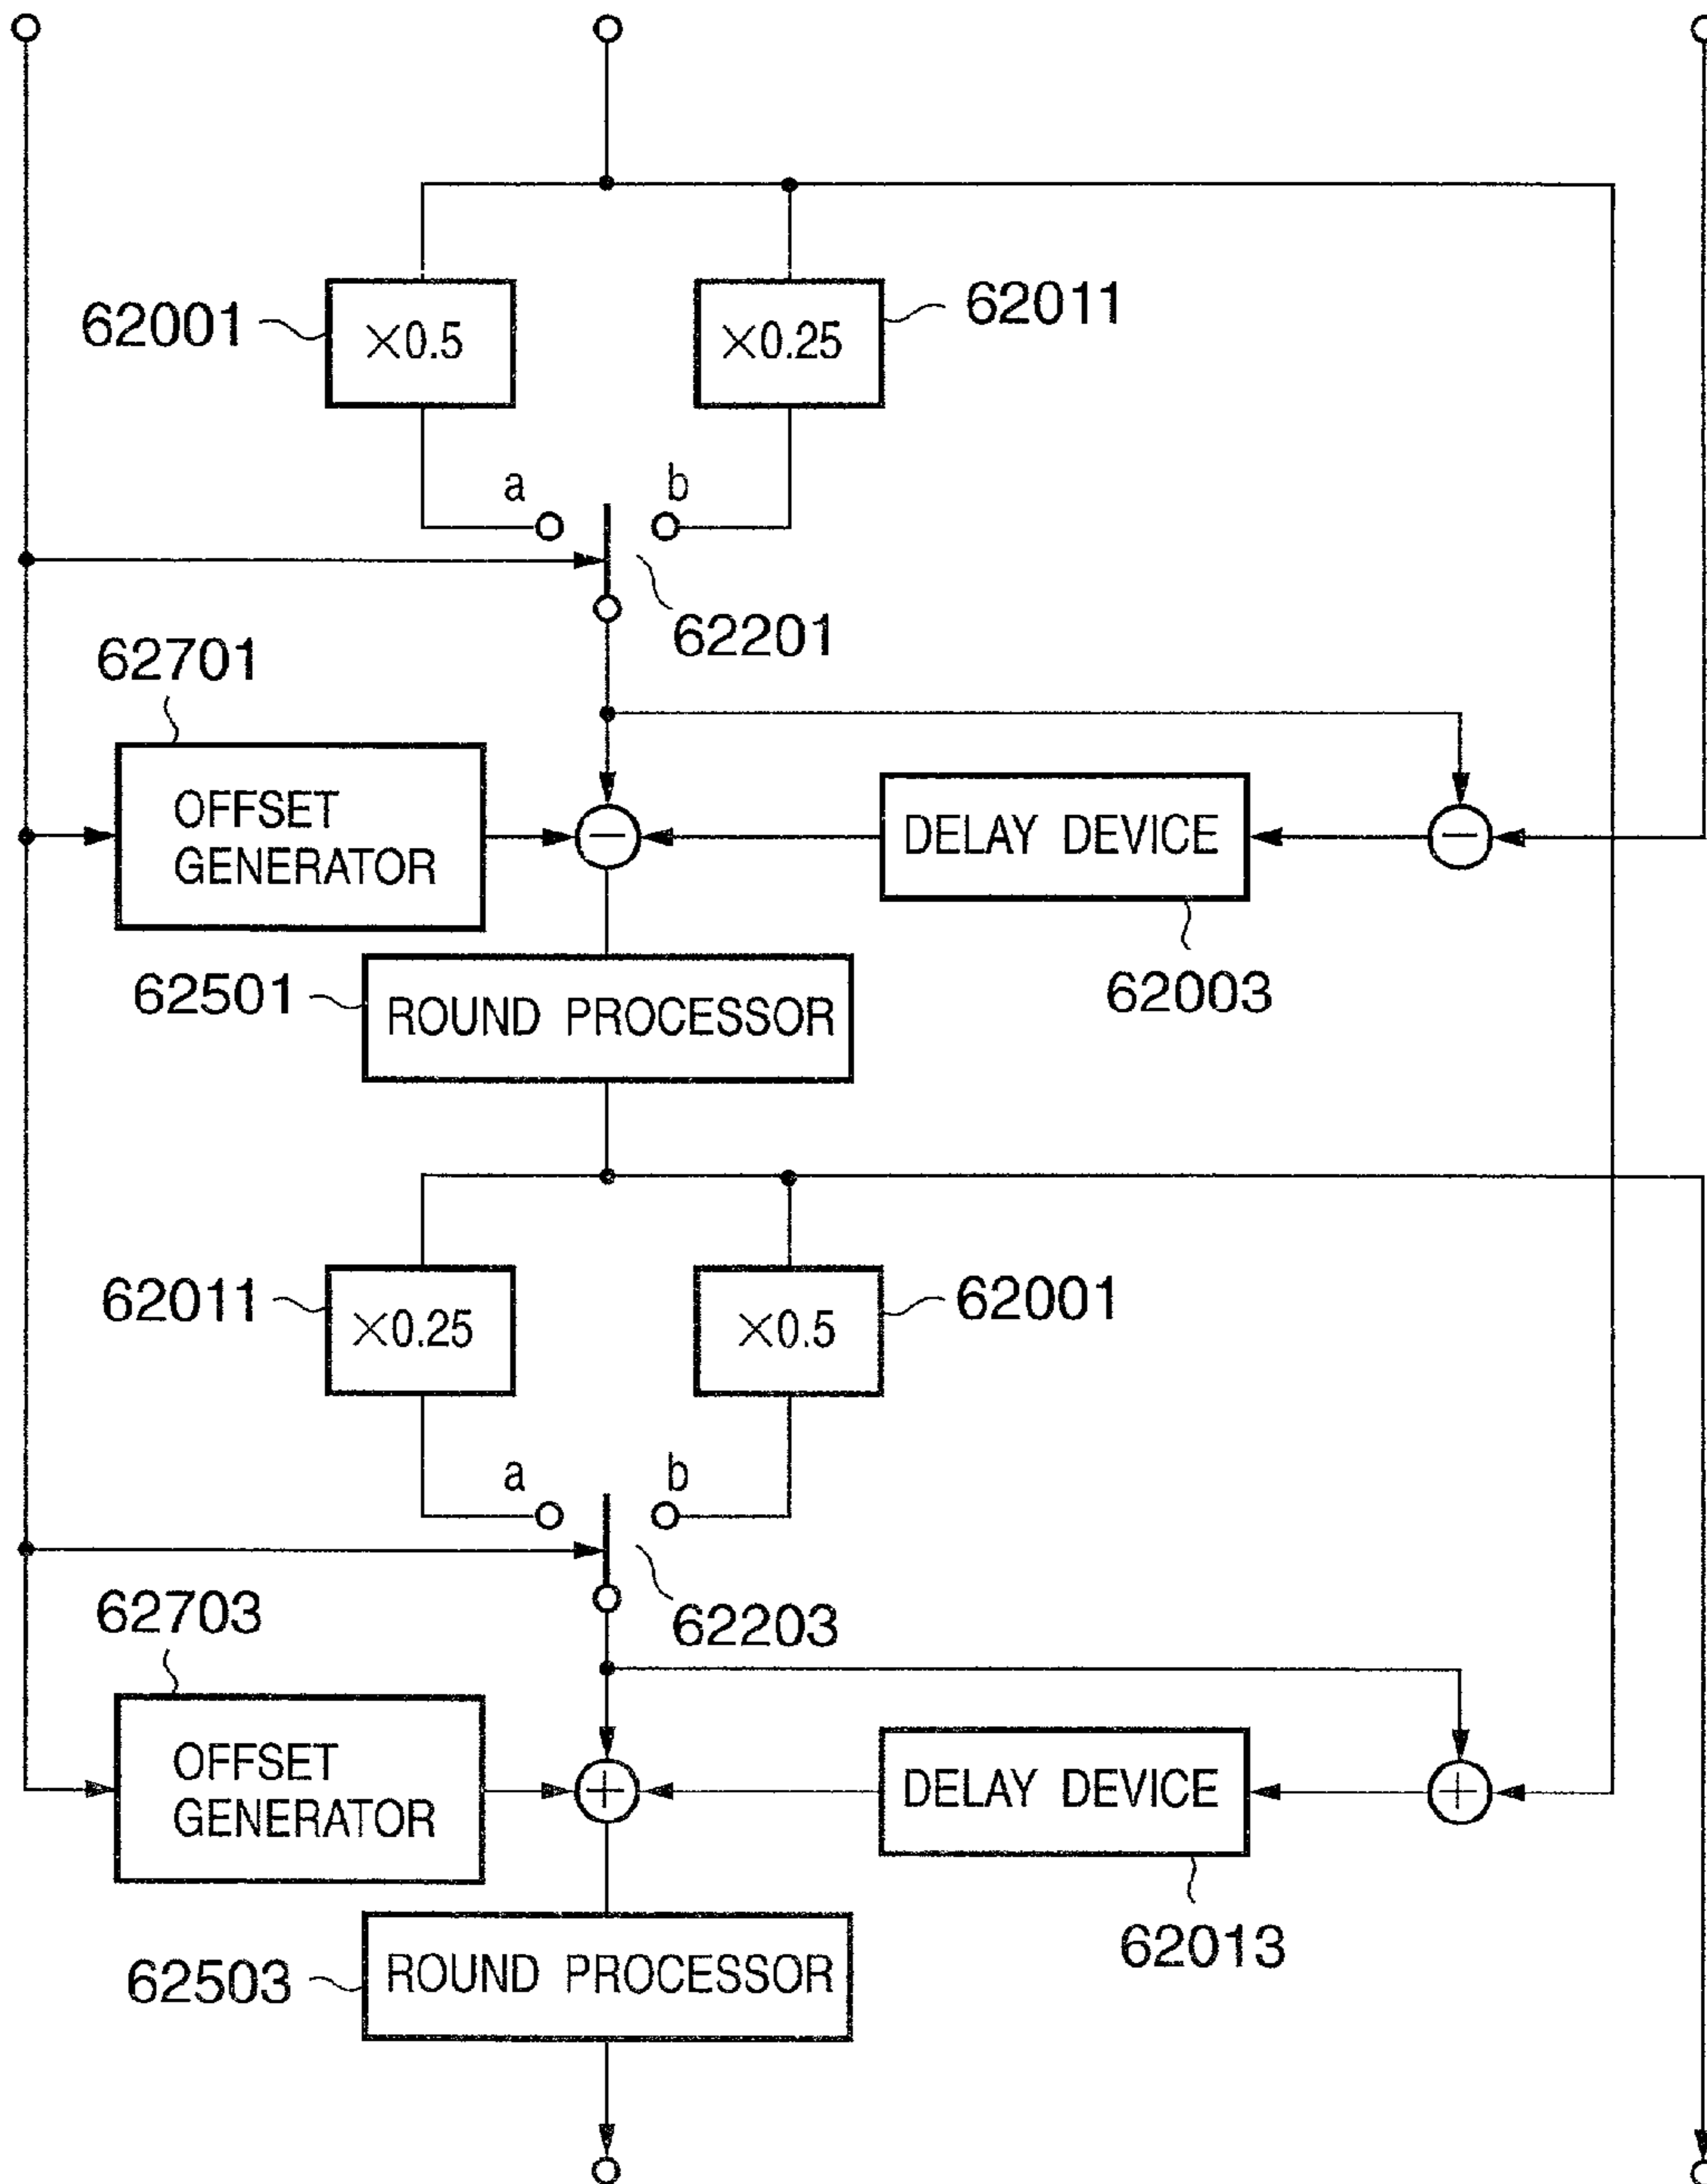 62001
×0.5
×0.25
62011
a
b
62201
62701
OFFSET
GENERATOR
DELAY DEVICE
62003
62501
ROUND PROCESSOR
62011
×0.25
×0.5
62001
a
b
62203
62703
OFFSET
GENERATOR
DELAY DEVICE
62013
62503
ROUND PROCESSOR